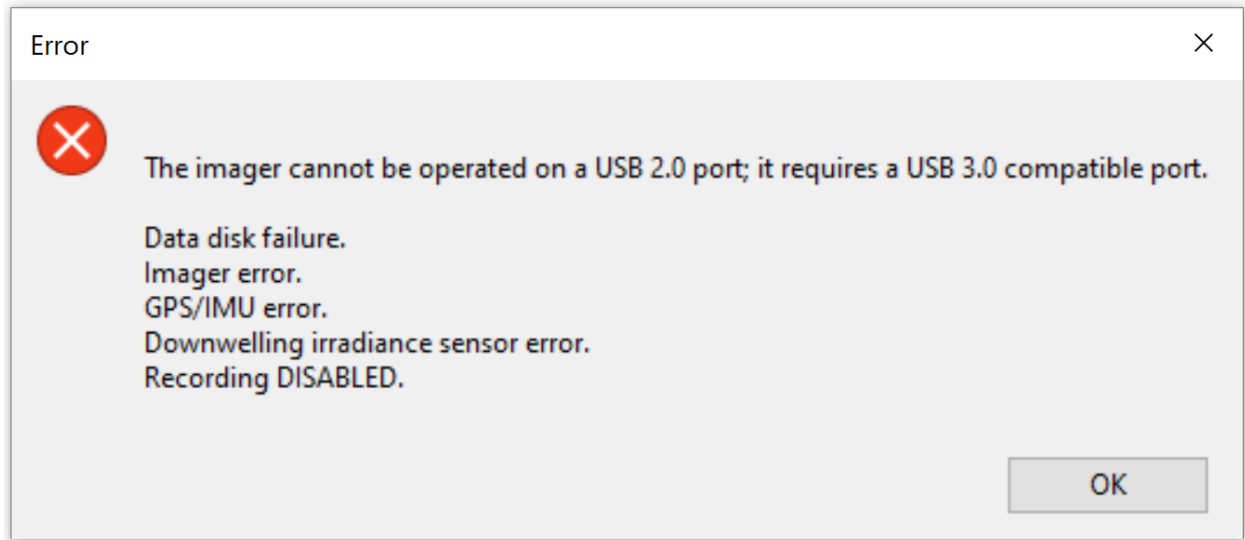 Error
The imager cannot be operated on a USB 2.0 port; it requires a USB 3.0 compatible port.
Data disk failure.
Imager error.
GPS/IMU error.
Downwelling irradiance sensor error.
Recording DISABLED.
OK